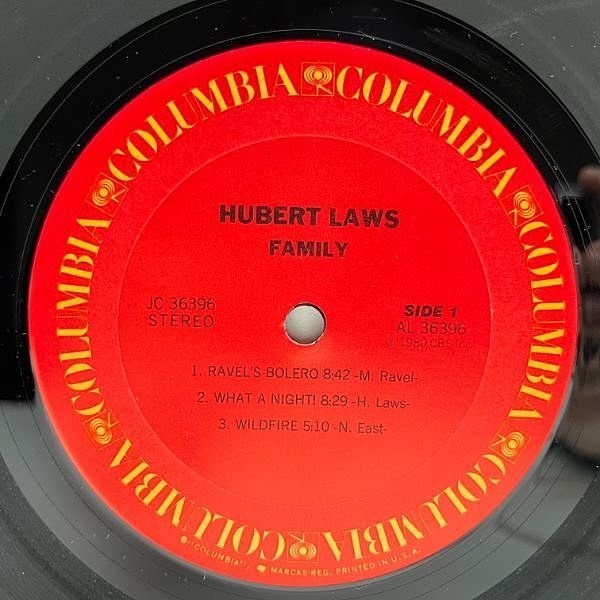 COLUMBIA COLUMBIA COLUMBIA COLUMBIA COLUMBIA COLUMBIA
HUBERT LAWS
FAMILY
JC 36396
STEREO
SIDE 1
AL 36396
℗ 1980 CBS Inc.
1. RAVEL'S BOLERO 8:42 -M. Ravel-
2. WHAT A NIGHT! 8:29 -H. Laws-
3. WILDFIRE 5:10 -N. East-
"COLUMBIA", MARCAS REG. PRINTED IN U.S.A.